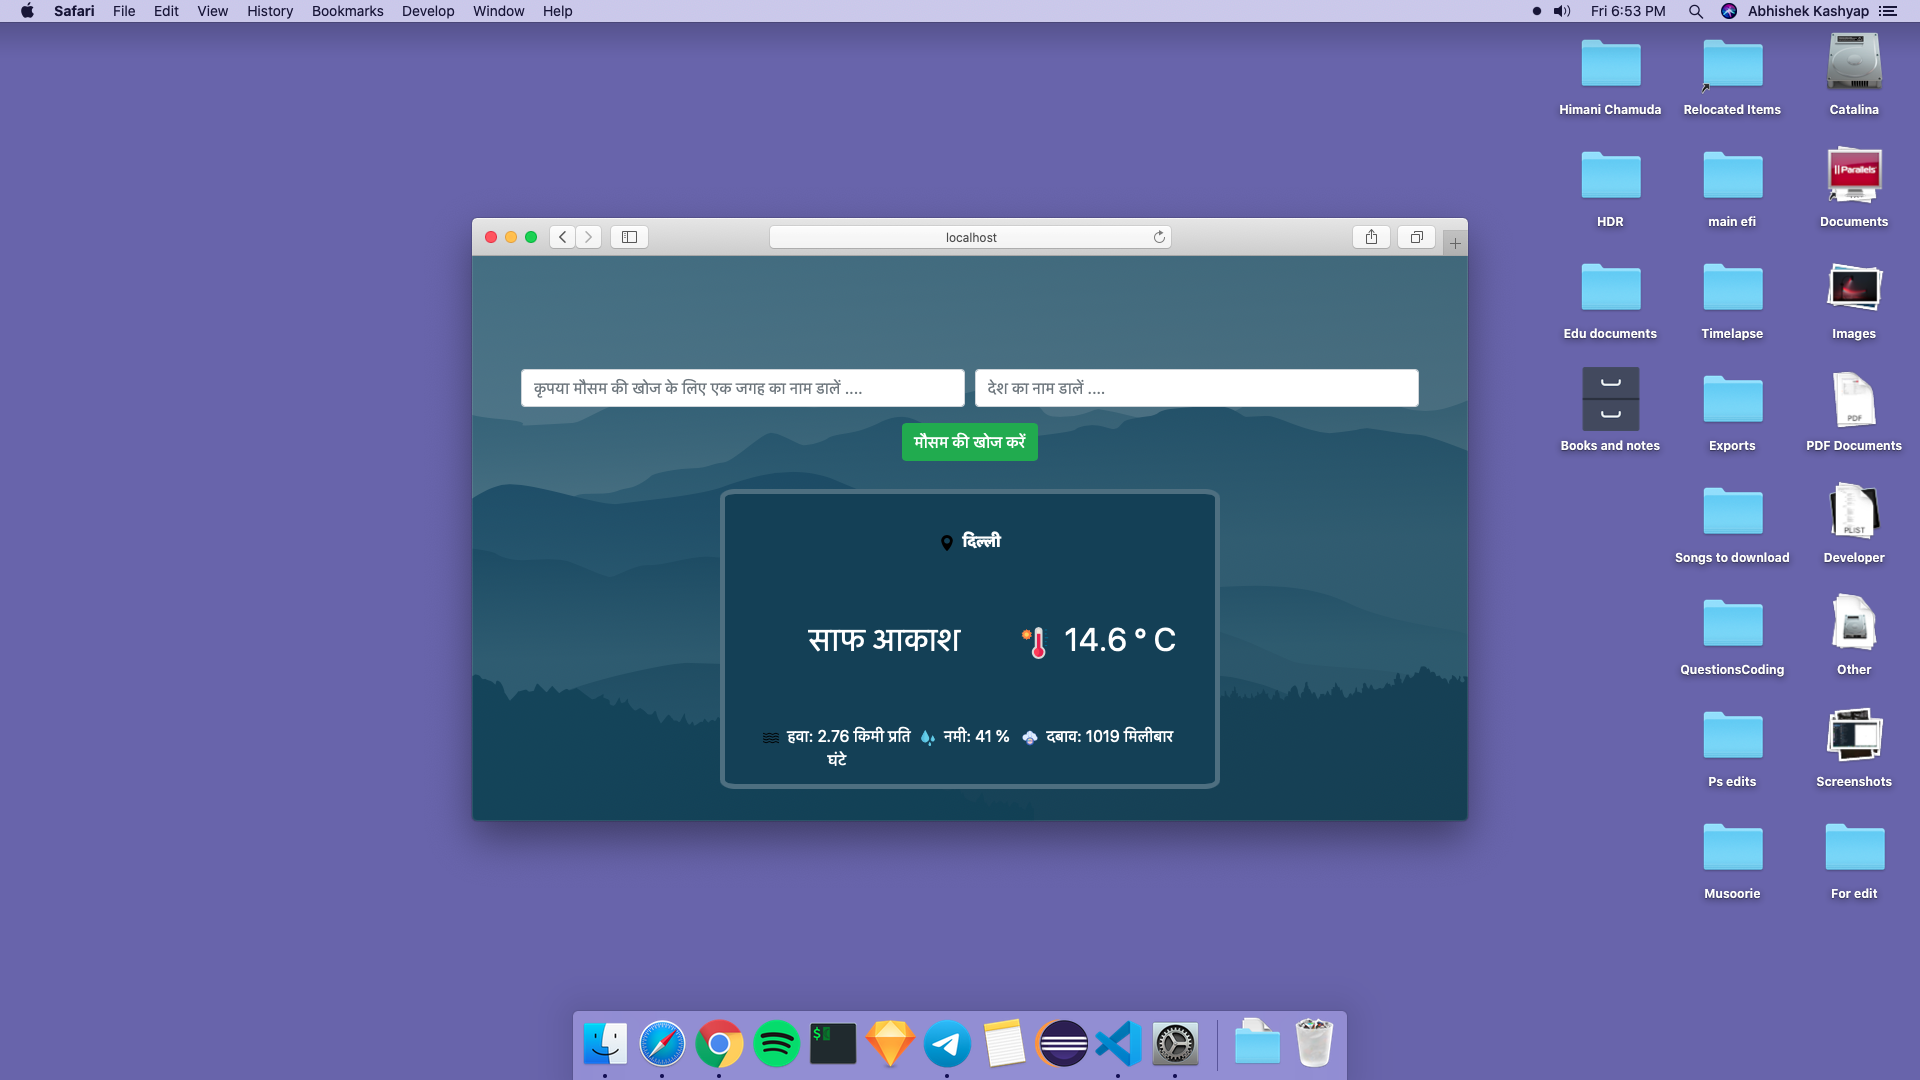 Safari File Edit View History Bookmarks Develop Window Help
Fri 6:53 PM Abhishek Kashyap
Himani Chamuda Relocated Items Catalina
Parallels
HDR main efi Documents
Edu documents Timelapse Images
PDF
Books and notes Exports PDF Documents
PLIST
Songs to download Developer
QuestionsCoding Other
Ps edits Screenshots
Musoorie For edit
localhost
कृपया मौसम की खोज के लिए एक जगह का नाम डालें ....
देश का नाम डालें ....
मौसम की खोज करें
दिल्ली
साफ आकाश 14.6 ° C
हवा: 2.76 किमी प्रति घंटे
नमी: 41 %
दबाव: 1019 मिलीबार
$